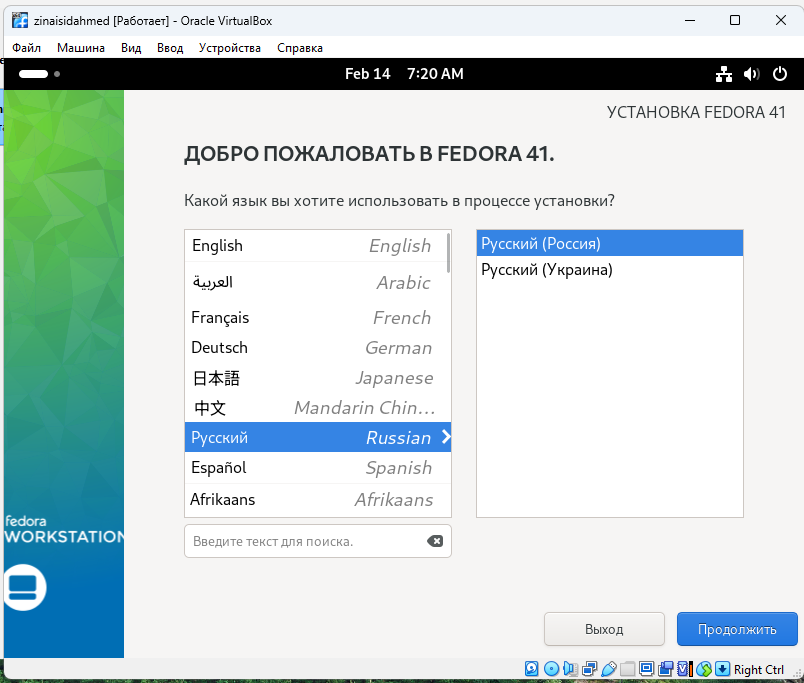 zinaisidahmed [Работает] - Oracle VirtualBox
Файл Машина Вид Ввод Устройства Справка
Feb 14 7:20 AM
УСТАНОВКА FEDORA 41
ДОБРО ПОЖАЛОВАТЬ В FEDORA 41.
Какой язык вы хотите использовать в процессе установки?
English English
العربية Arabic
Français French
Deutsch German
日本語 Japanese
中文 Mandarin Chin...
Русский Russian
Español Spanish
Afrikaans Afrikaans
Русский (Россия)
Русский (Украина)
Введите текст для поиска.
fedora
WORKSTATION
Выход Продолжить
Right Ctrl